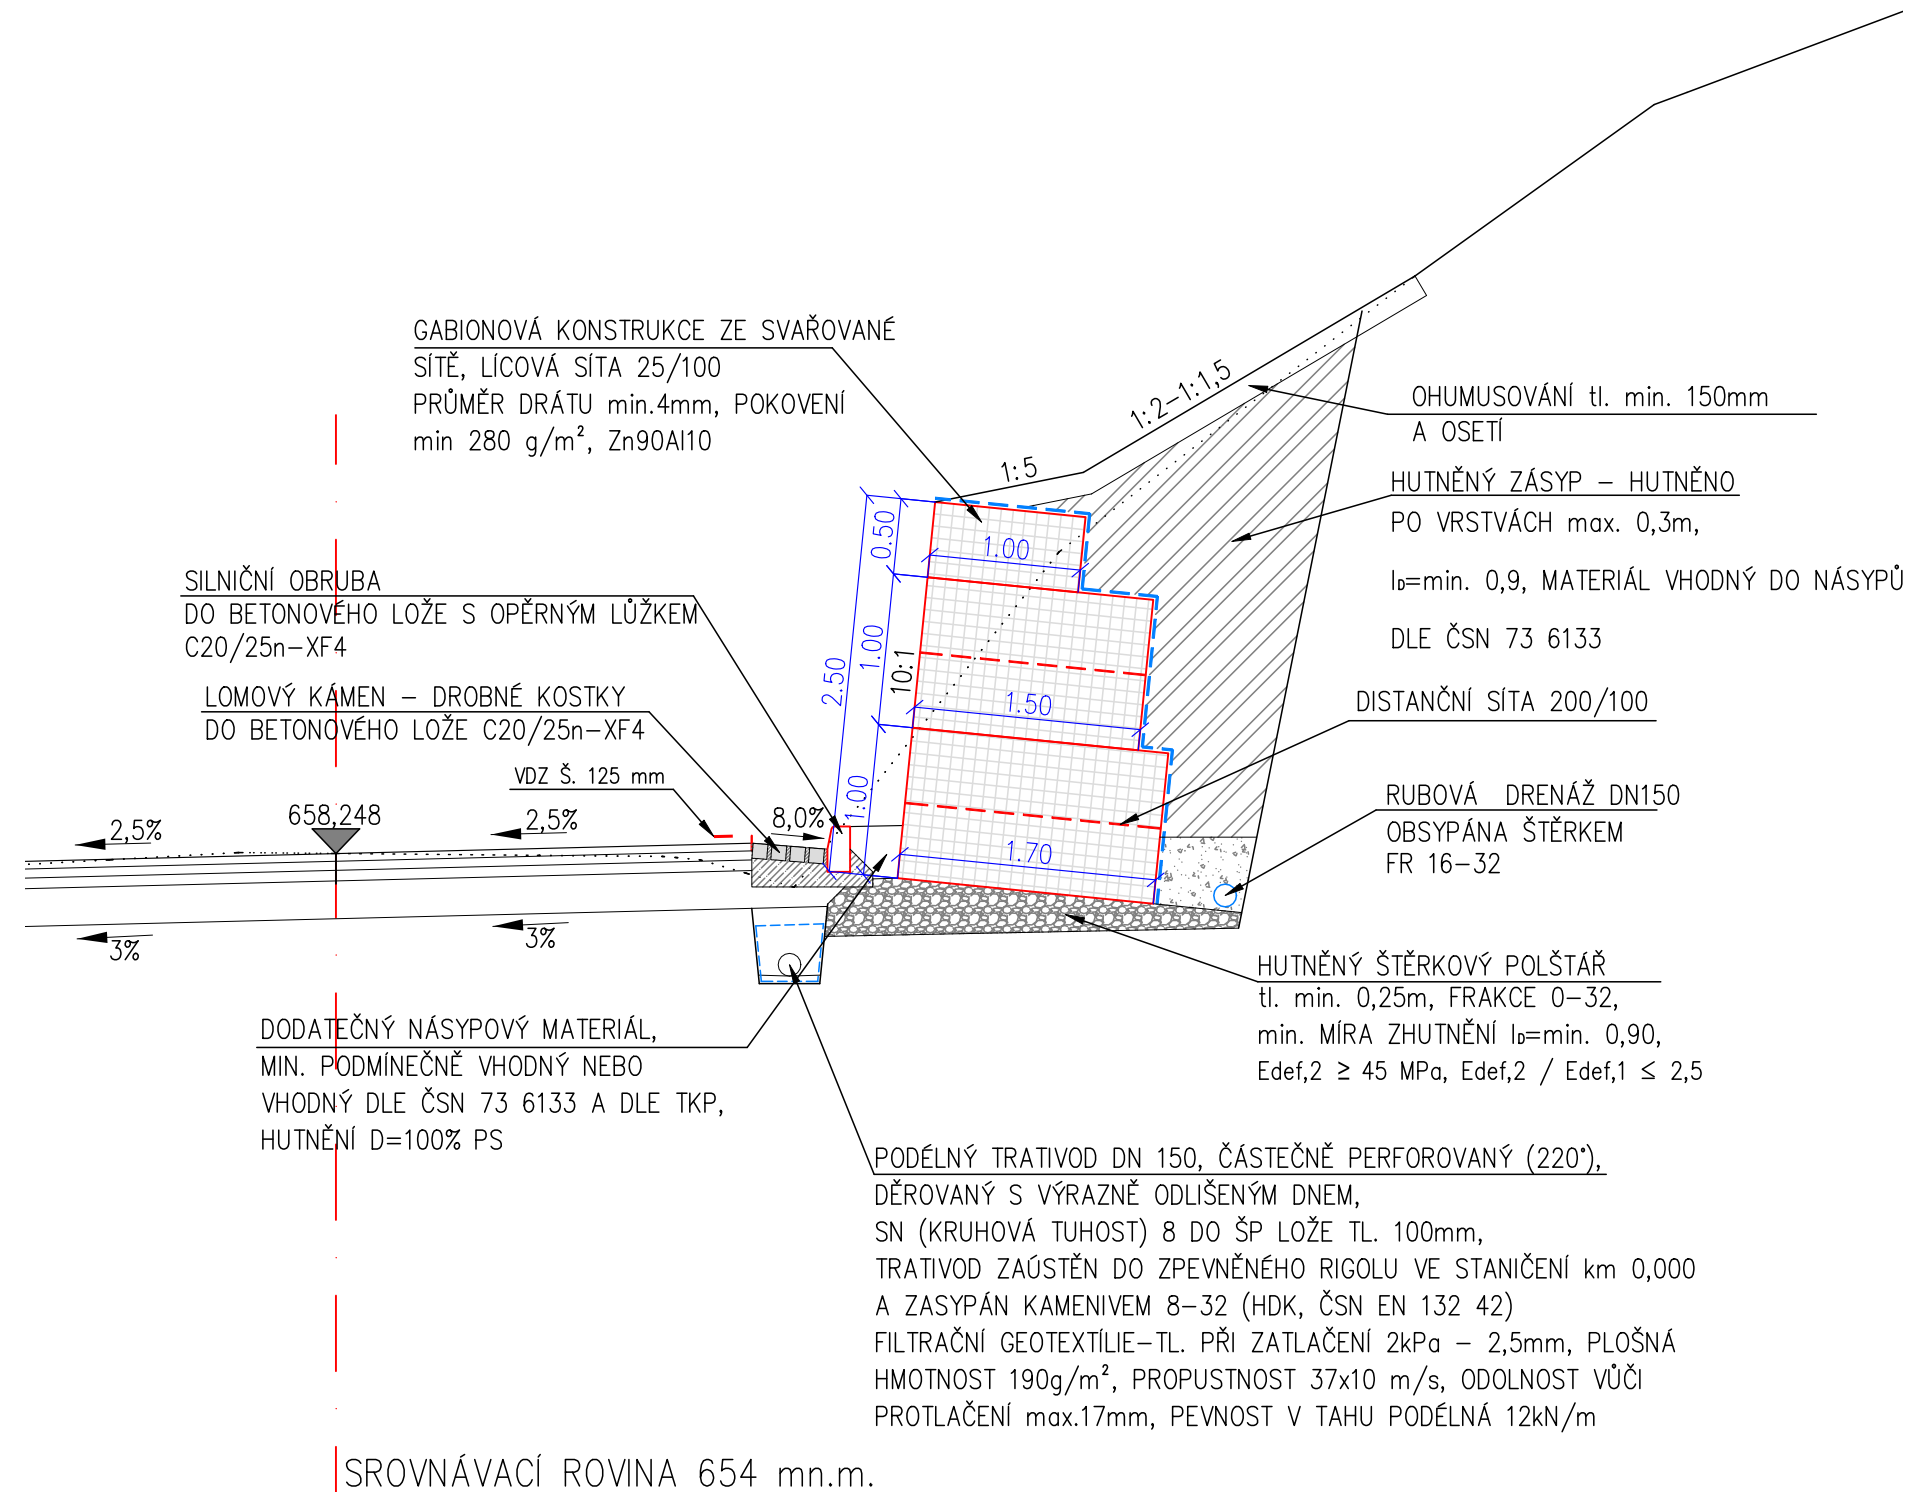 GABIONOVÁ KONSTRUKCE ZE SVAŘOVANÉ
SÍTĚ, LÍCOVÁ SÍTA 25/100
PRŮMĚR DRÁTU min.4mm, POKOVENÍ
min 280 g/m², Zn90Al10
1:2-1:1,5
1:5
OHUMUSOVÁNÍ tl. min. 150mm
A OSETÍ
HUTNĚNÝ ZÁSYP – HUTNĚNO
PO VRSTVÁCH max. 0,3m,
ID=min. 0,9, MATERIÁL VHODNÝ DO NÁSYPŮ
DLE ČSN 73 6133
DISTANČNÍ SÍTA 200/100
0.50
1.00
1.00
2.50
10:1
1.50
1.00
1.70
SILNIČNÍ OBRUBA
DO BETONOVÉHO LOŽE S OPĚRNÝM LŮŽKEM
C20/25n-XF4
LOMOVÝ KÁMEN – DROBNÉ KOSTKY
DO BETONOVÉHO LOŽE C20/25n-XF4
VDZ Š. 125 mm
658,248
2,5%
2,5%
8,0%
3%
3%
RUBOVÁ DRENÁŽ DN150
OBSYPÁNA ŠTĚRKEM
FR 16-32
HUTNĚNÝ ŠTĚRKOVÝ POLŠTÁŘ
tl. min. 0,25m, FRAKCE 0-32,
min. MÍRA ZHUTNĚNÍ ID=min. 0,90,
Edef,2 ≥ 45 MPa, Edef,2 / Edef,1 ≤ 2,5
DODATEČNÝ NÁSYPOVÝ MATERIÁL,
MIN. PODMÍNEČNĚ VHODNÝ NEBO
VHODNÝ DLE ČSN 73 6133 A DLE TKP,
HUTNĚNÍ D=100% PS
PODÉLNÝ TRATIVOD DN 150, ČÁSTEČNĚ PERFOROVANÝ (220°),
DĚROVANÝ S VÝRAZNĚ ODLIŠENÝM DNEM,
SN (KRUHOVÁ TUHOST) 8 DO ŠP LOŽE TL. 100mm,
TRATIVOD ZAÚSTĚN DO ZPEVNĚNÉHO RIGOLU VE STANIČENÍ km 0,000
A ZASYPÁN KAMENIVEM 8-32 (HDK, ČSN EN 132 42)
FILTRAČNÍ GEOTEXTÍLIE-TL. PŘI ZATLAČENÍ 2kPa – 2,5mm, PLOŠNÁ
HMOTNOST 190g/m², PROPUSTNOST 37x10 m/s, ODOLNOST VŮČI
PROTLAČENÍ max.17mm, PEVNOST V TAHU PODÉLNÁ 12kN/m
SROVNÁVACÍ ROVINA 654 mn.m.